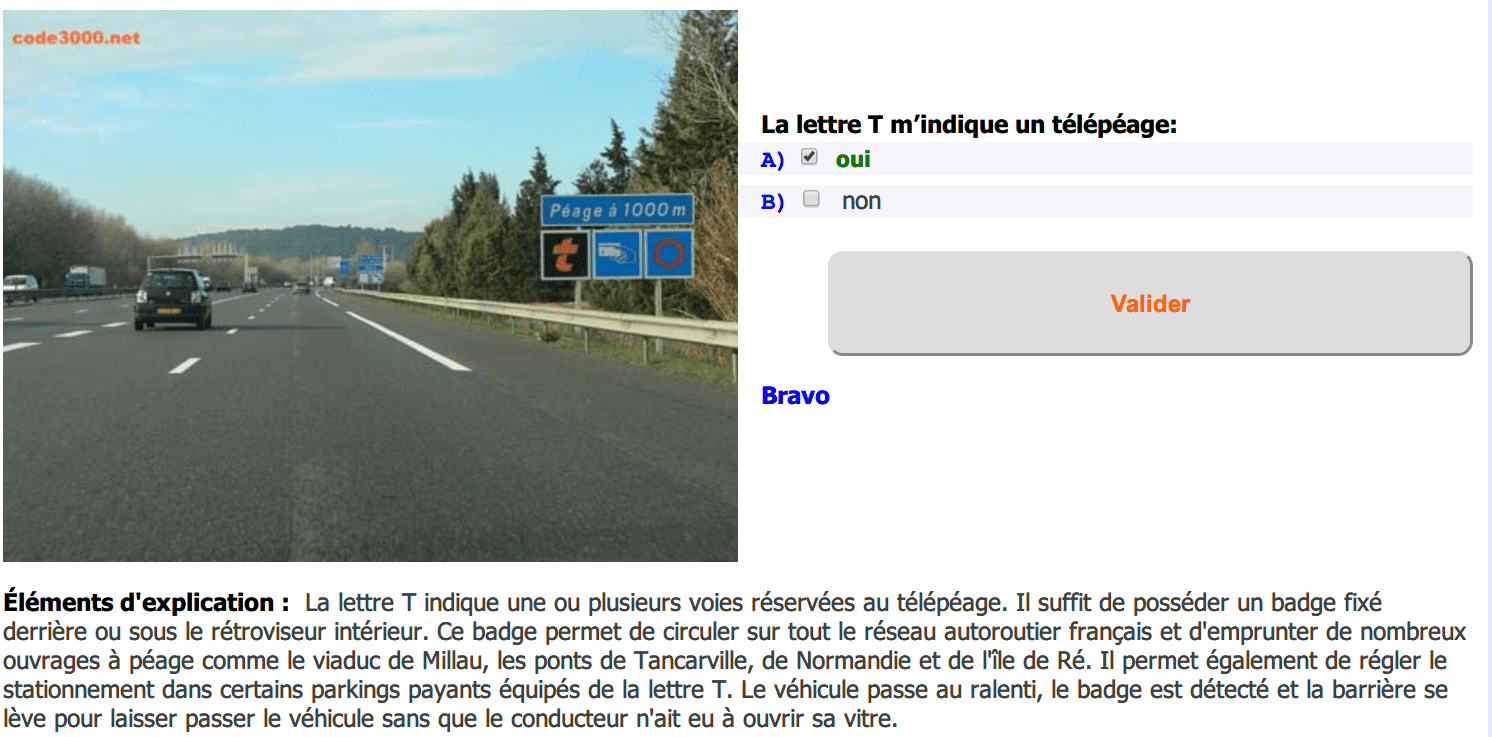 code3000.net
Péage à 1000 m
t
La lettre T m’indique un télépéage:
A) oui
B) non
Valider
Bravo
Éléments d'explication : La lettre T indique une ou plusieurs voies réservées au télépéage. Il suffit de posséder un badge fixé
derrière ou sous le rétroviseur intérieur. Ce badge permet de circuler sur tout le réseau autoroutier français et d'emprunter de nombreux
ouvrages à péage comme le viaduc de Millau, les ponts de Tancarville, de Normandie et de l'île de Ré. Il permet également de régler le
stationnement dans certains parkings payants équipés de la lettre T. Le véhicule passe au ralenti, le badge est détecté et la barrière se
lève pour laisser passer le véhicule sans que le conducteur n'ait eu à ouvrir sa vitre.